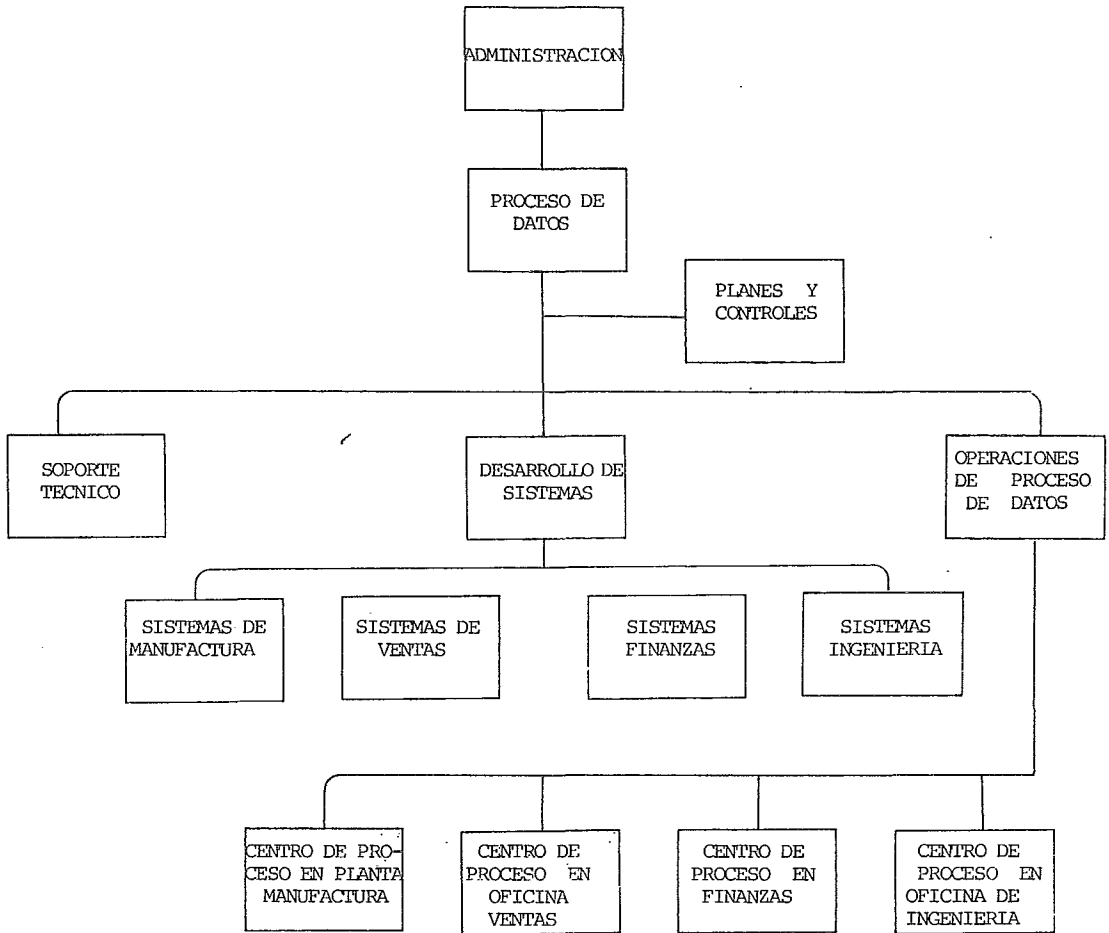 ADMINISTRACION
PROCESO DE
DATOS
PLANES Y
CONTROLES
SOPORTE
TECNICO
DESARROLLO DE
SISTEMAS
OPERACIONES
DE PROCESO
DE DATOS
SISTEMAS DE
MANUFACTURA
SISTEMAS DE
VENTAS
SISTEMAS
FINANZAS
SISTEMAS
INGENIERIA
CENTRO DE PRO-
CESO EN PLANTA
MANUFACTURA
CENTRO DE
PROCESO EN
OFICINA
VENTAS
CENTRO DE
PROCESO EN
FINANZAS
CENTRO DE
PROCESO EN
OFICINA DE
INGENIERIA